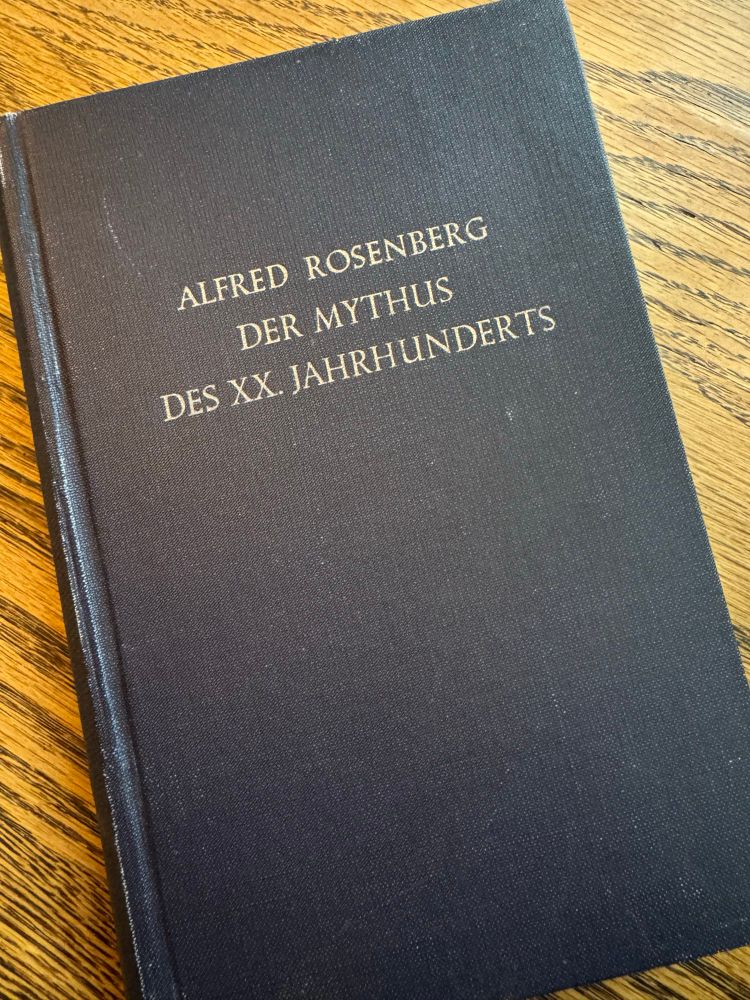 ALFRED ROSENBERG
DER MYTHUS
DES XX. JAHRHUNDERTS